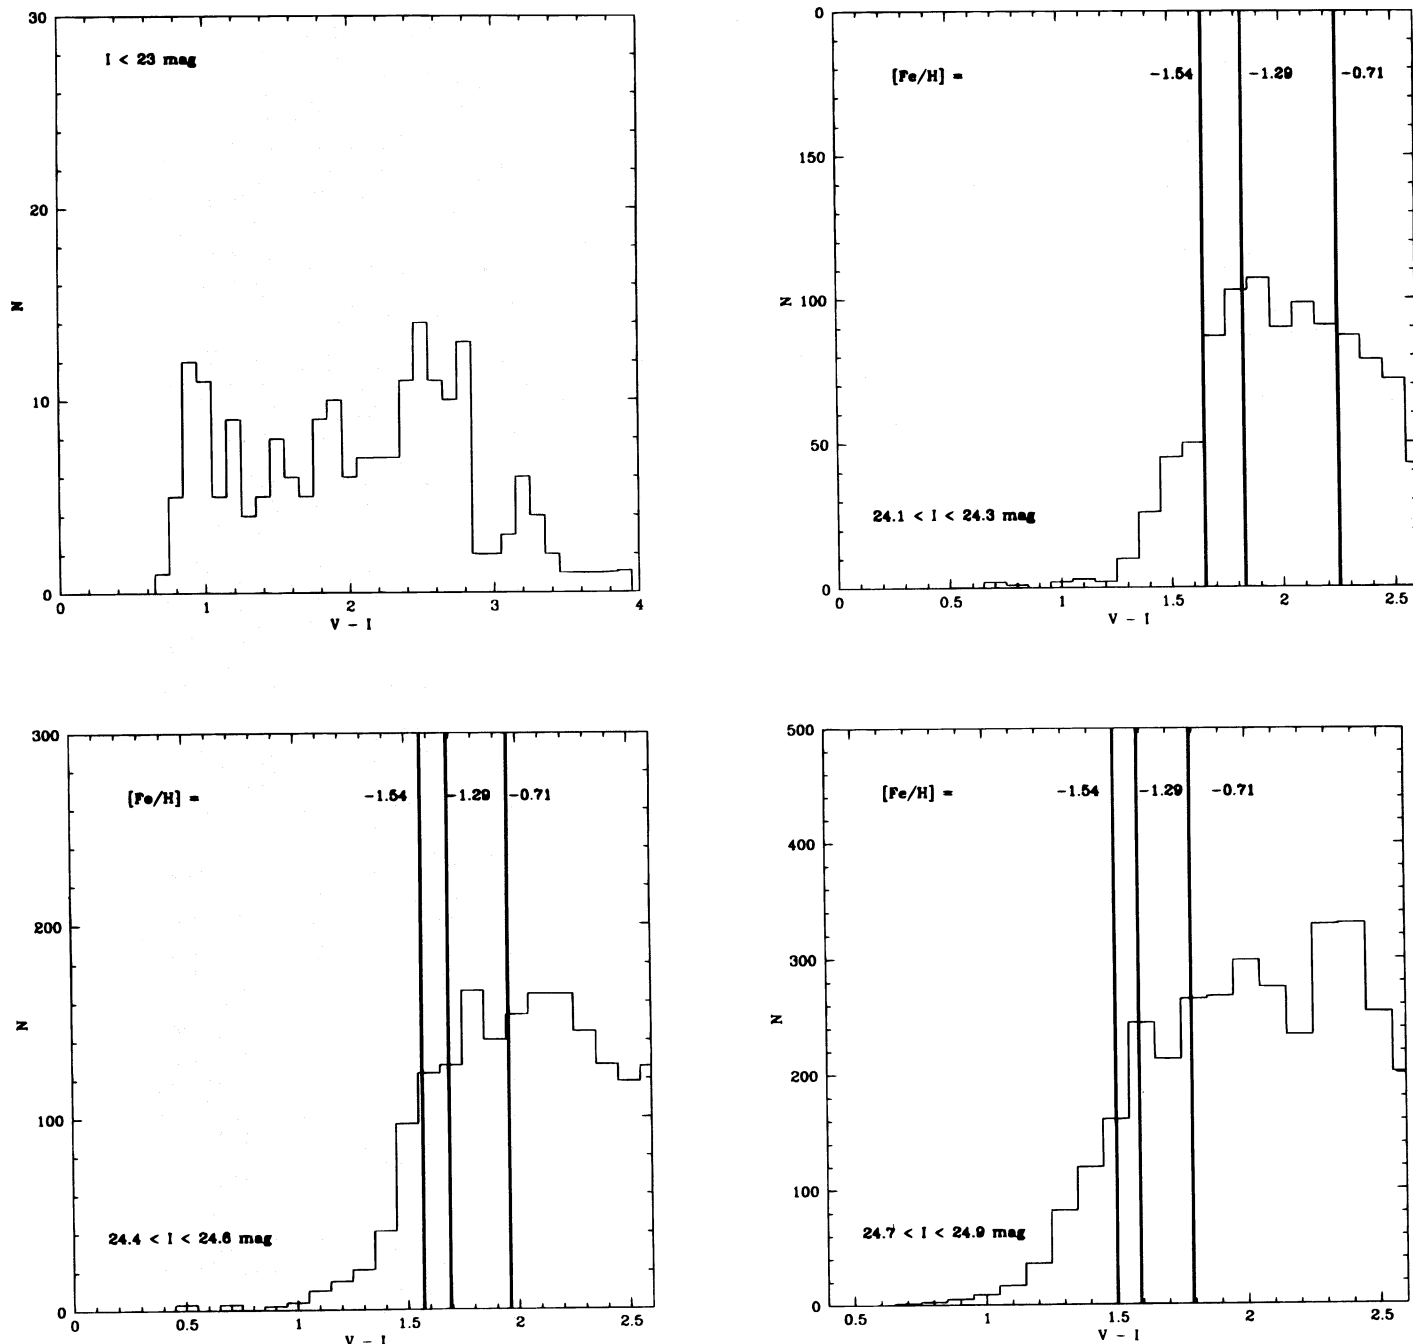 30
I < 23 mag
20
N
10
0
0 1 2 3 4
V - I
0
[Fe/H] = -1.54 -1.29 -0.71
150
N 100
50
24.1 < I < 24.3 mag
0
0 0.5 1 1.5 2 2.5
V - I
300
[Fe/H] = -1.54 -1.29 -0.71
200
N
100
24.4 < I < 24.6 mag
0
0 0.5 1 1.5 2 2.5
V - I
500
[Fe/H] = -1.54 -1.29 -0.71
400
300
N
200
100
24.7 < I < 24.9 mag
0
0.5 1 1.5 2 2.5
V - I